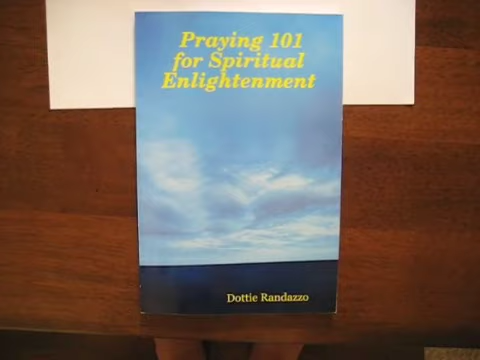 Praying 101
for Spiritual
Enlightenment
Dottie Randazzo